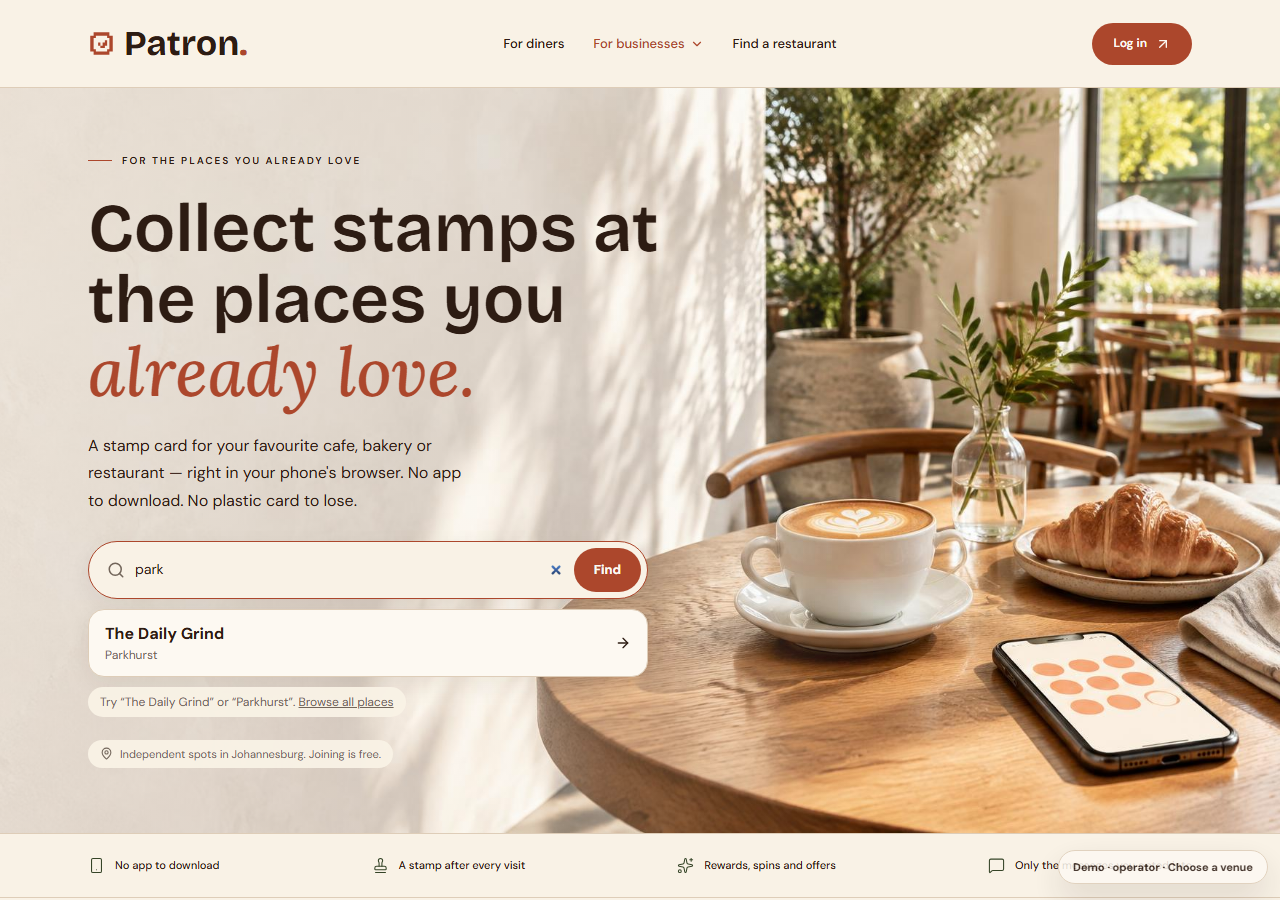 Patron.
For diners
For businesses
Find a restaurant
Log in
FOR THE PLACES YOU ALREADY LOVE
Collect stamps at
the places you
already love.
A stamp card for your favourite cafe, bakery or
restaurant — right in your phone's browser. No app
to download. No plastic card to lose.
park
Find
The Daily Grind
Parkhurst
Try “The Daily Grind” or “Parkhurst”. Browse all places
Independent spots in Johannesburg. Joining is free.
No app to download
A stamp after every visit
Rewards, spins and offers
Only the
Demo · operator · Choose a venue